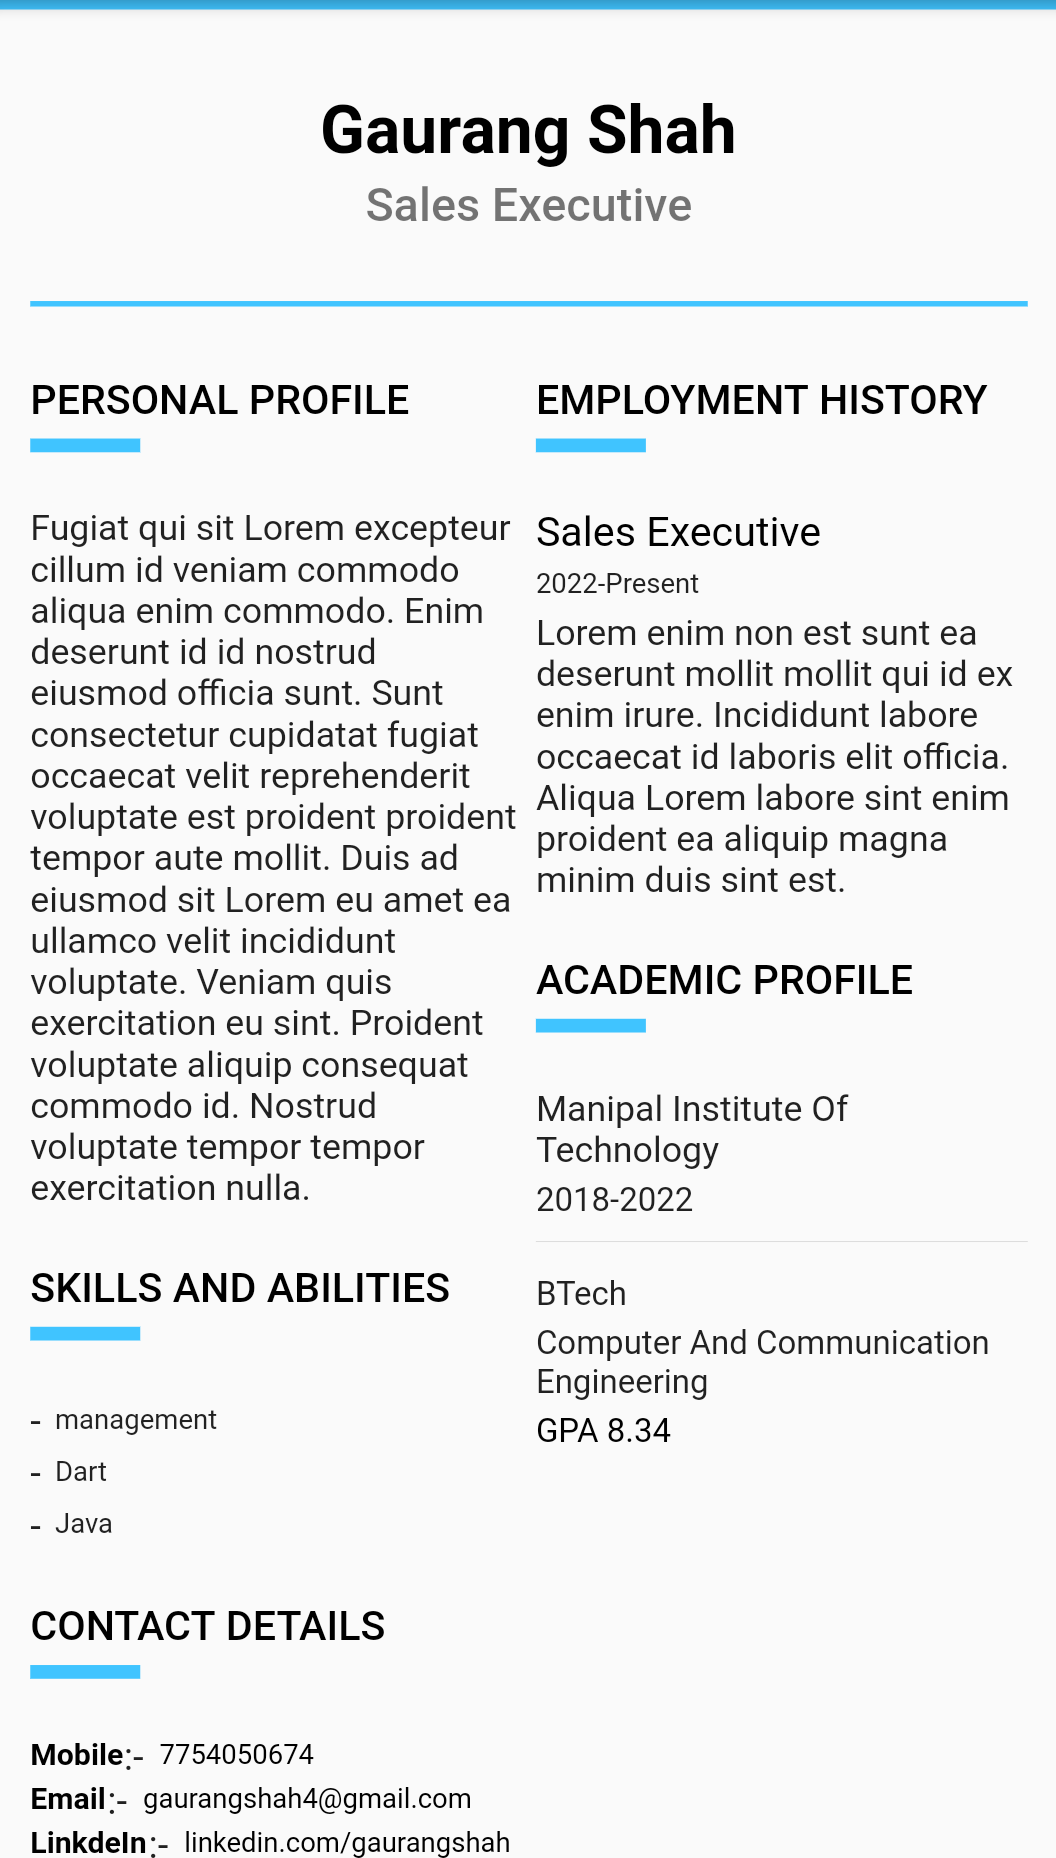 Gaurang Shah
Sales Executive
PERSONAL PROFILE
Fugiat qui sit Lorem excepteur
cillum id veniam commodo
aliqua enim commodo. Enim
deserunt id id nostrud
eiusmod officia sunt. Sunt
consectetur cupidatat fugiat
occaecat velit reprehenderit
voluptate est proident proident
tempor aute mollit. Duis ad
eiusmod sit Lorem eu amet ea
ullamco velit incididunt
voluptate. Veniam quis
exercitation eu sint. Proident
voluptate aliquip consequat
commodo id. Nostrud
voluptate tempor tempor
exercitation nulla.
SKILLS AND ABILITIES
- management
- Dart
- Java
CONTACT DETAILS
Mobile:- 7754050674
Email:- gaurangshah4@gmail.com
LinkdeIn:- linkedin.com/gaurangshah
EMPLOYMENT HISTORY
Sales Executive
2022-Present
Lorem enim non est sunt ea
deserunt mollit mollit qui id ex
enim irure. Incididunt labore
occaecat id laboris elit officia.
Aliqua Lorem labore sint enim
proident ea aliquip magna
minim duis sint est.
ACADEMIC PROFILE
Manipal Institute Of
Technology
2018-2022
BTech
Computer And Communication
Engineering
GPA 8.34